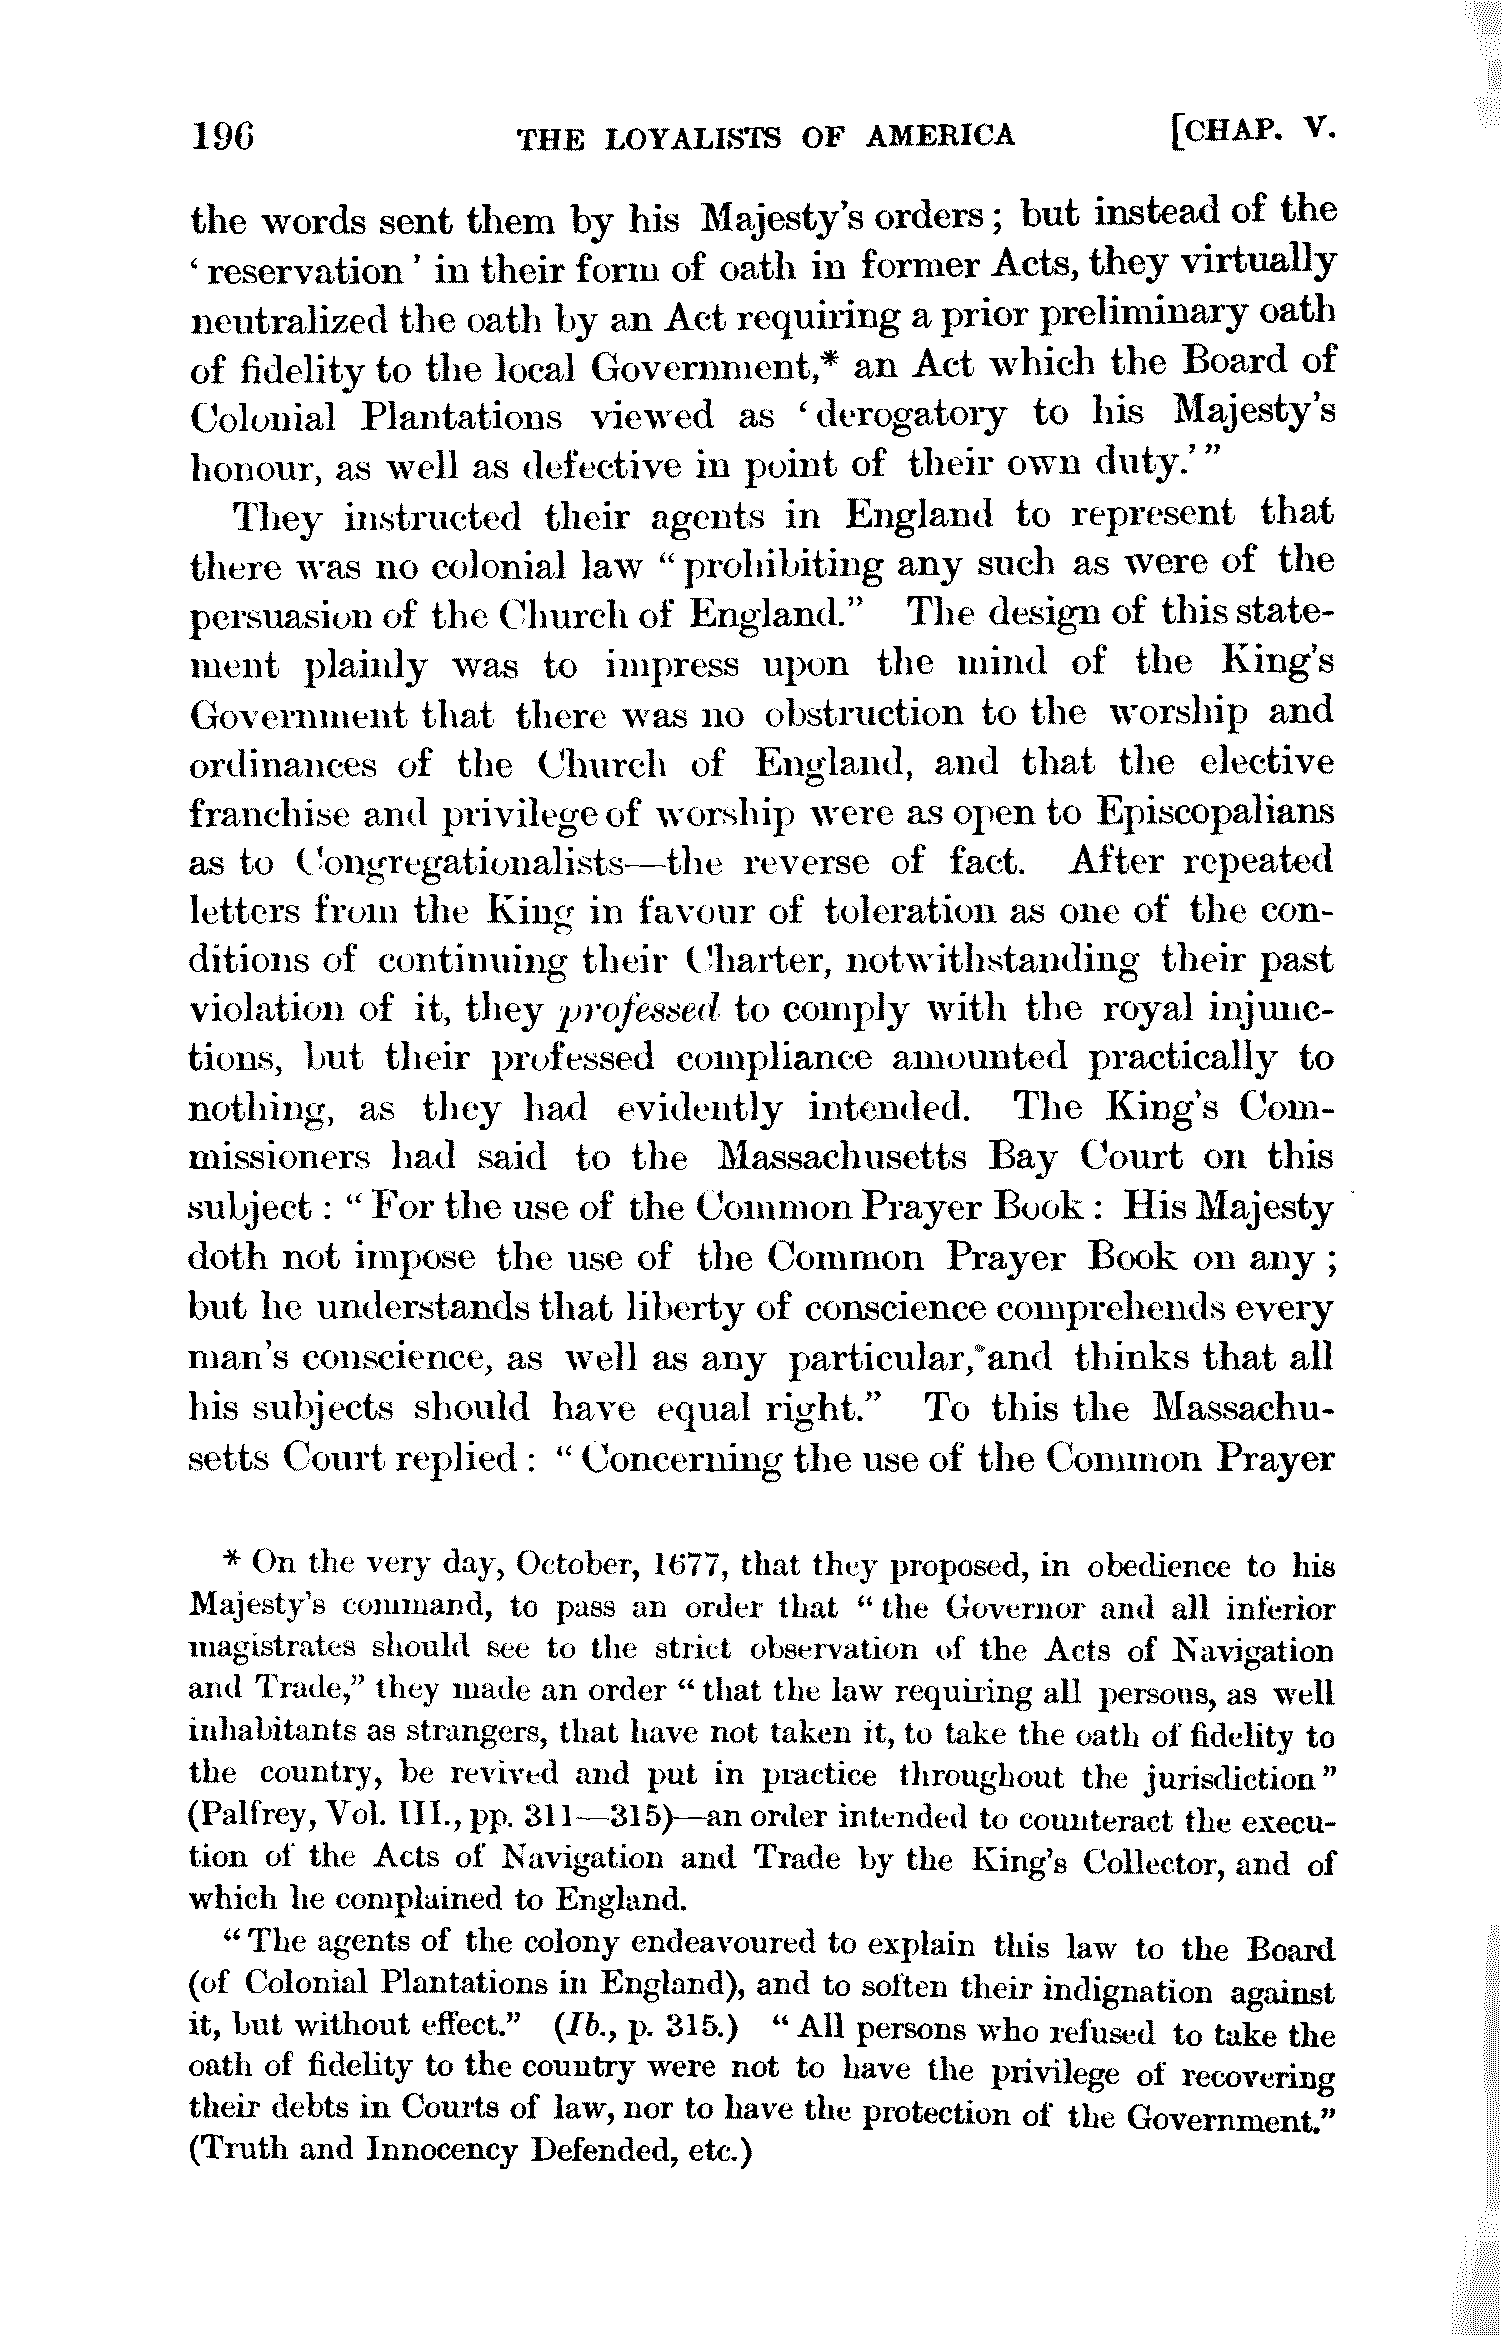 196 THE LOYALISTS OF AMERICA [CHAP. V.
the words sent them by his Majesty's orders; but instead of the
'reservation' in their form of oath in former Acts, they virtually
neutralized the oath by an Act requiring a prior preliminary oath
of fidelity to the local Government,* an Act which the Board of
Colonial Plantations viewed as 'derogatory to his Majesty's
honour, as well as defective in point of their own duty.'"
They instructed their agents in England to represent that
there was no colonial law "prohibiting any such as were of the
persuasion of the Church of England." The design of this state-
ment plainly was to impress upon the mind of the King's
Government that there was no obstruction to the worship and
ordinances of the Church of England, and that the elective
franchise and privilege of worship were as open to Episcopalians
as to Congregationalists—the reverse of fact. After repeated
letters from the King in favour of toleration as one of the con-
ditions of continuing their Charter, notwithstanding their past
violation of it, they professed to comply with the royal injunc-
tions, but their professed compliance amounted practically to
nothing, as they had evidently intended. The King's Com-
missioners had said to the Massachusetts Bay Court on this
subject: "For the use of the Common Prayer Book: His Majesty
doth not impose the use of the Common Prayer Book on any;
but he understands that liberty of conscience comprehends every
man's conscience, as well as any particular, and thinks that all
his subjects should have equal right." To this the Massachu-
setts Court replied: "Concerning the use of the Common Prayer
* On the very day, October, 1677, that they proposed, in obedience to his
Majesty's command, to pass an order that "the Governor and all inferior
magistrates should see to the strict observation of the Acts of Navigation
and Trade," they made an order "that the law requiring all persons, as well
inhabitants as strangers, that have not taken it, to take the oath of fidelity to
the country, be revived and put in practice throughout the jurisdiction"
(Palfrey, Vol. III., pp. 311—315)—an order intended to counteract the execu-
tion of the Acts of Navigation and Trade by the King's Collector, and of
which he complained to England.
"The agents of the colony endeavoured to explain this law to the Board
(of Colonial Plantations in England), and to soften their indignation against
it, but without effect." (Ib., p. 315.) "All persons who refused to take the
oath of fidelity to the country were not to have the privilege of recovering
their debts in Courts of law, nor to have the protection of the Government."
(Truth and Innocency Defended, etc.)